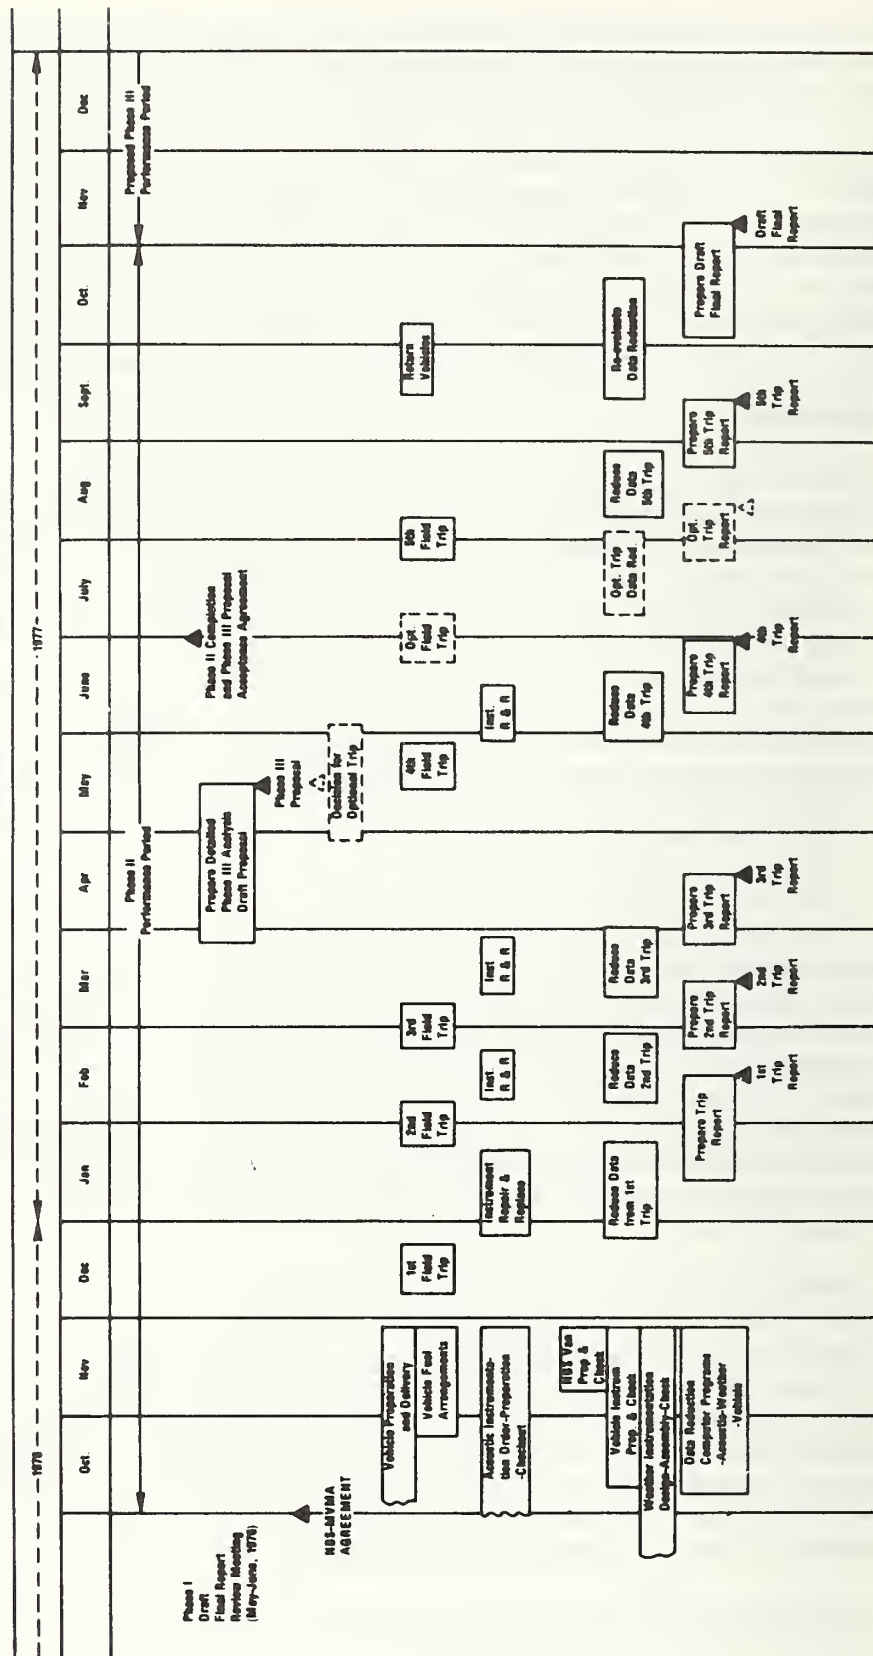 1976
1977
Oct.
Nov
Dec
Jan
Feb
Mar
Apr
May
June
July
Aug
Sept.
Oct.
Nov
Dec
Phase II
Performance Period
Proposed Phase III
Performance Period
Phase I
Draft
Final Report
Review Meeting
(May-June, 1976)
NBS-MVMA
AGREEMENT
Prepare Detailed
Phase III Analysis
Draft Proposal
Phase III
Proposal
Phase II Completion
and Phase III Proposal
Acceptance Agreement
Decision for
Optional Trip
Vehicle Preparation
and Delivery
Vehicle Fuel
Arrangements
1st
Field
Trip
2nd
Field
Trip
3rd
Field
Trip
4th
Field
Trip
Opt.
Field
Trip
5th
Field
Trip
Return
Vehicles
Acoustic Instrumenta-
tion Order-Preparation
-Checkout
Instrument
Repair &
Replace
Inst.
R & R
Inst
R & R
Inst.
R & R
NBS Van
Prep &
Check
Vehicle Instrum
Prep. & Check
Weather Instrumentation
Design-Assembly-Check
Reduce Data
from 1st
Trip
Reduce
Data
2nd Trip
Reduce
Data
3rd Trip
Reduce
Data
4th Trip
Opt. Trip
Data Red.
Reduce
Data
5th Trip
Re-evaluate
Data Reduction
Data Reduction
Computer Programs
-Acoustic-Weather
-Vehicle
Prepare Trip
Report
1st
Trip
Report
Prepare
2nd Trip
Report
2nd
Trip
Report
Prepare
3rd Trip
Report
3rd
Trip
Report
Prepare
4th Trip
Report
4th
Trip
Report
Opt.
Trip
Report
Prepare
5th Trip
Report
5th
Trip
Report
Prepare Draft
Final Report
Draft
Final
Report